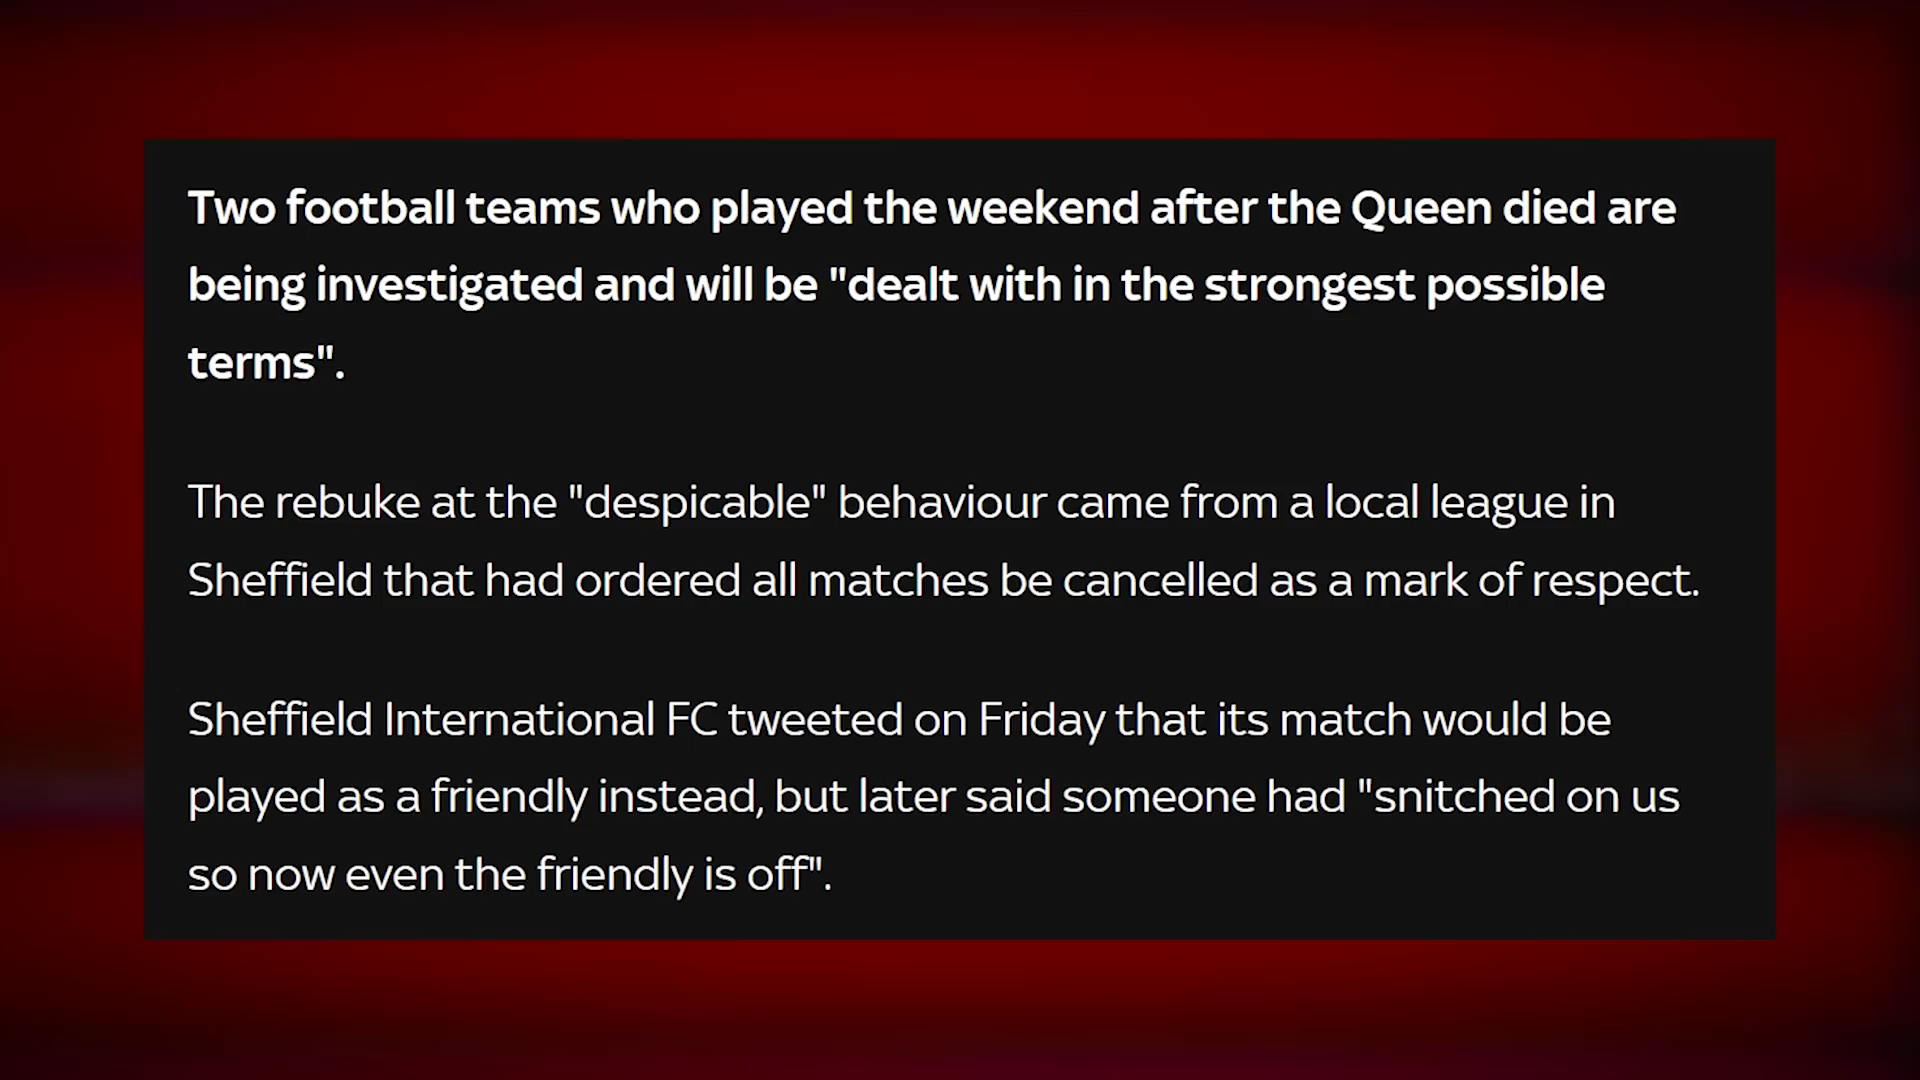 Two football teams who played the weekend after the Queen died are
being investigated and will be "dealt with in the strongest possible
terms".
The rebuke at the "despicable" behaviour came from a local league in
Sheffield that had ordered all matches be cancelled as a mark of respect.
Sheffield International FC tweeted on Friday that its match would be
played as a friendly instead, but later said someone had "snitched on us
so now even the friendly is off".